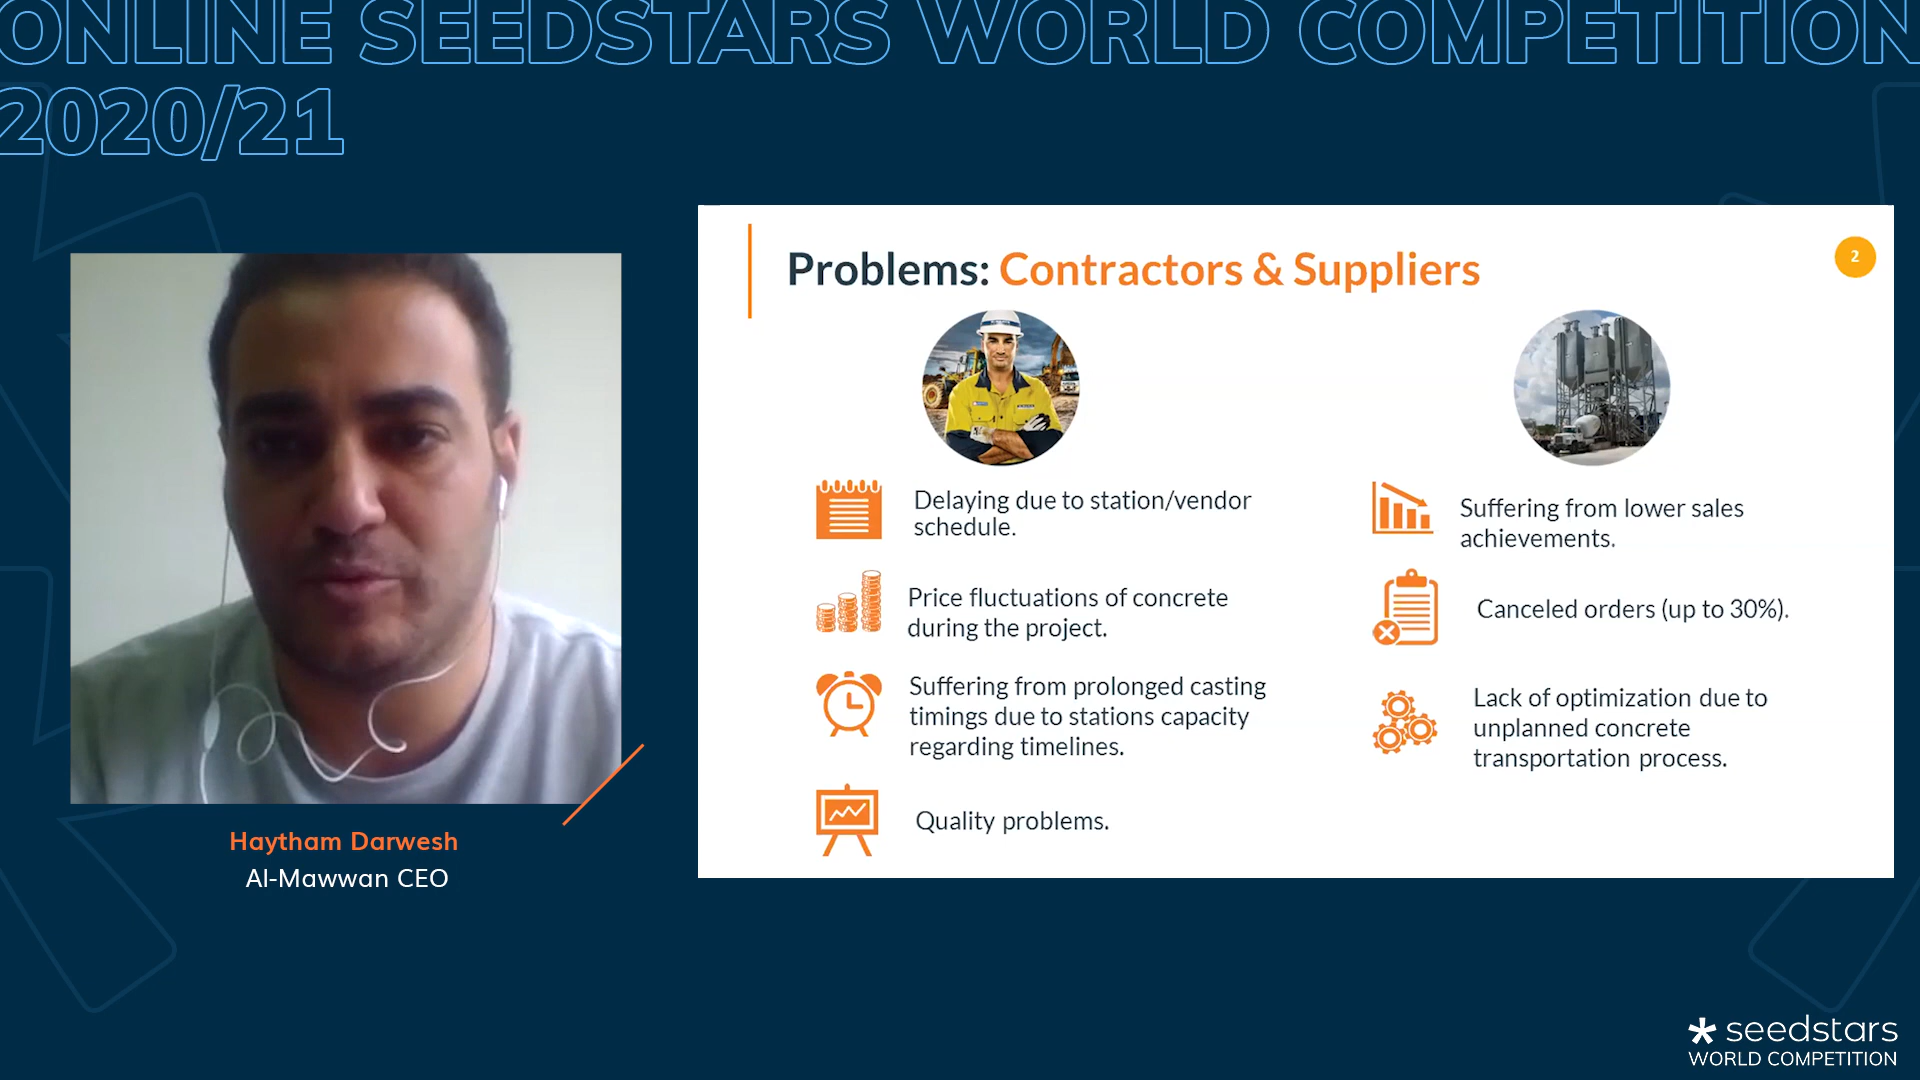 ONLINE SEEDSTARS WORLD COMPETITION
2020/21
Problems: Contractors & Suppliers
2
Delaying due to station/vendor
schedule.
Price fluctuations of concrete
during the project.
Suffering from prolonged casting
timings due to stations capacity
regarding timelines.
Quality problems.
Suffering from lower sales
achievements.
Canceled orders (up to 30%).
Lack of optimization due to
unplanned concrete
transportation process.
Haytham Darwesh
Al-Mawwan CEO
seedstars
WORLD COMPETITION